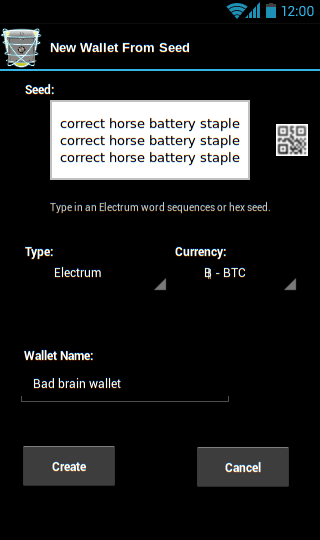 12:00
New Wallet From Seed
Seed:
correct horse battery staple
correct horse battery staple
correct horse battery staple
Type in an Electrum word sequences or hex seed.
Type: Currency:
Electrum B - BTC
Wallet Name:
Bad brain wallet
Create Cancel